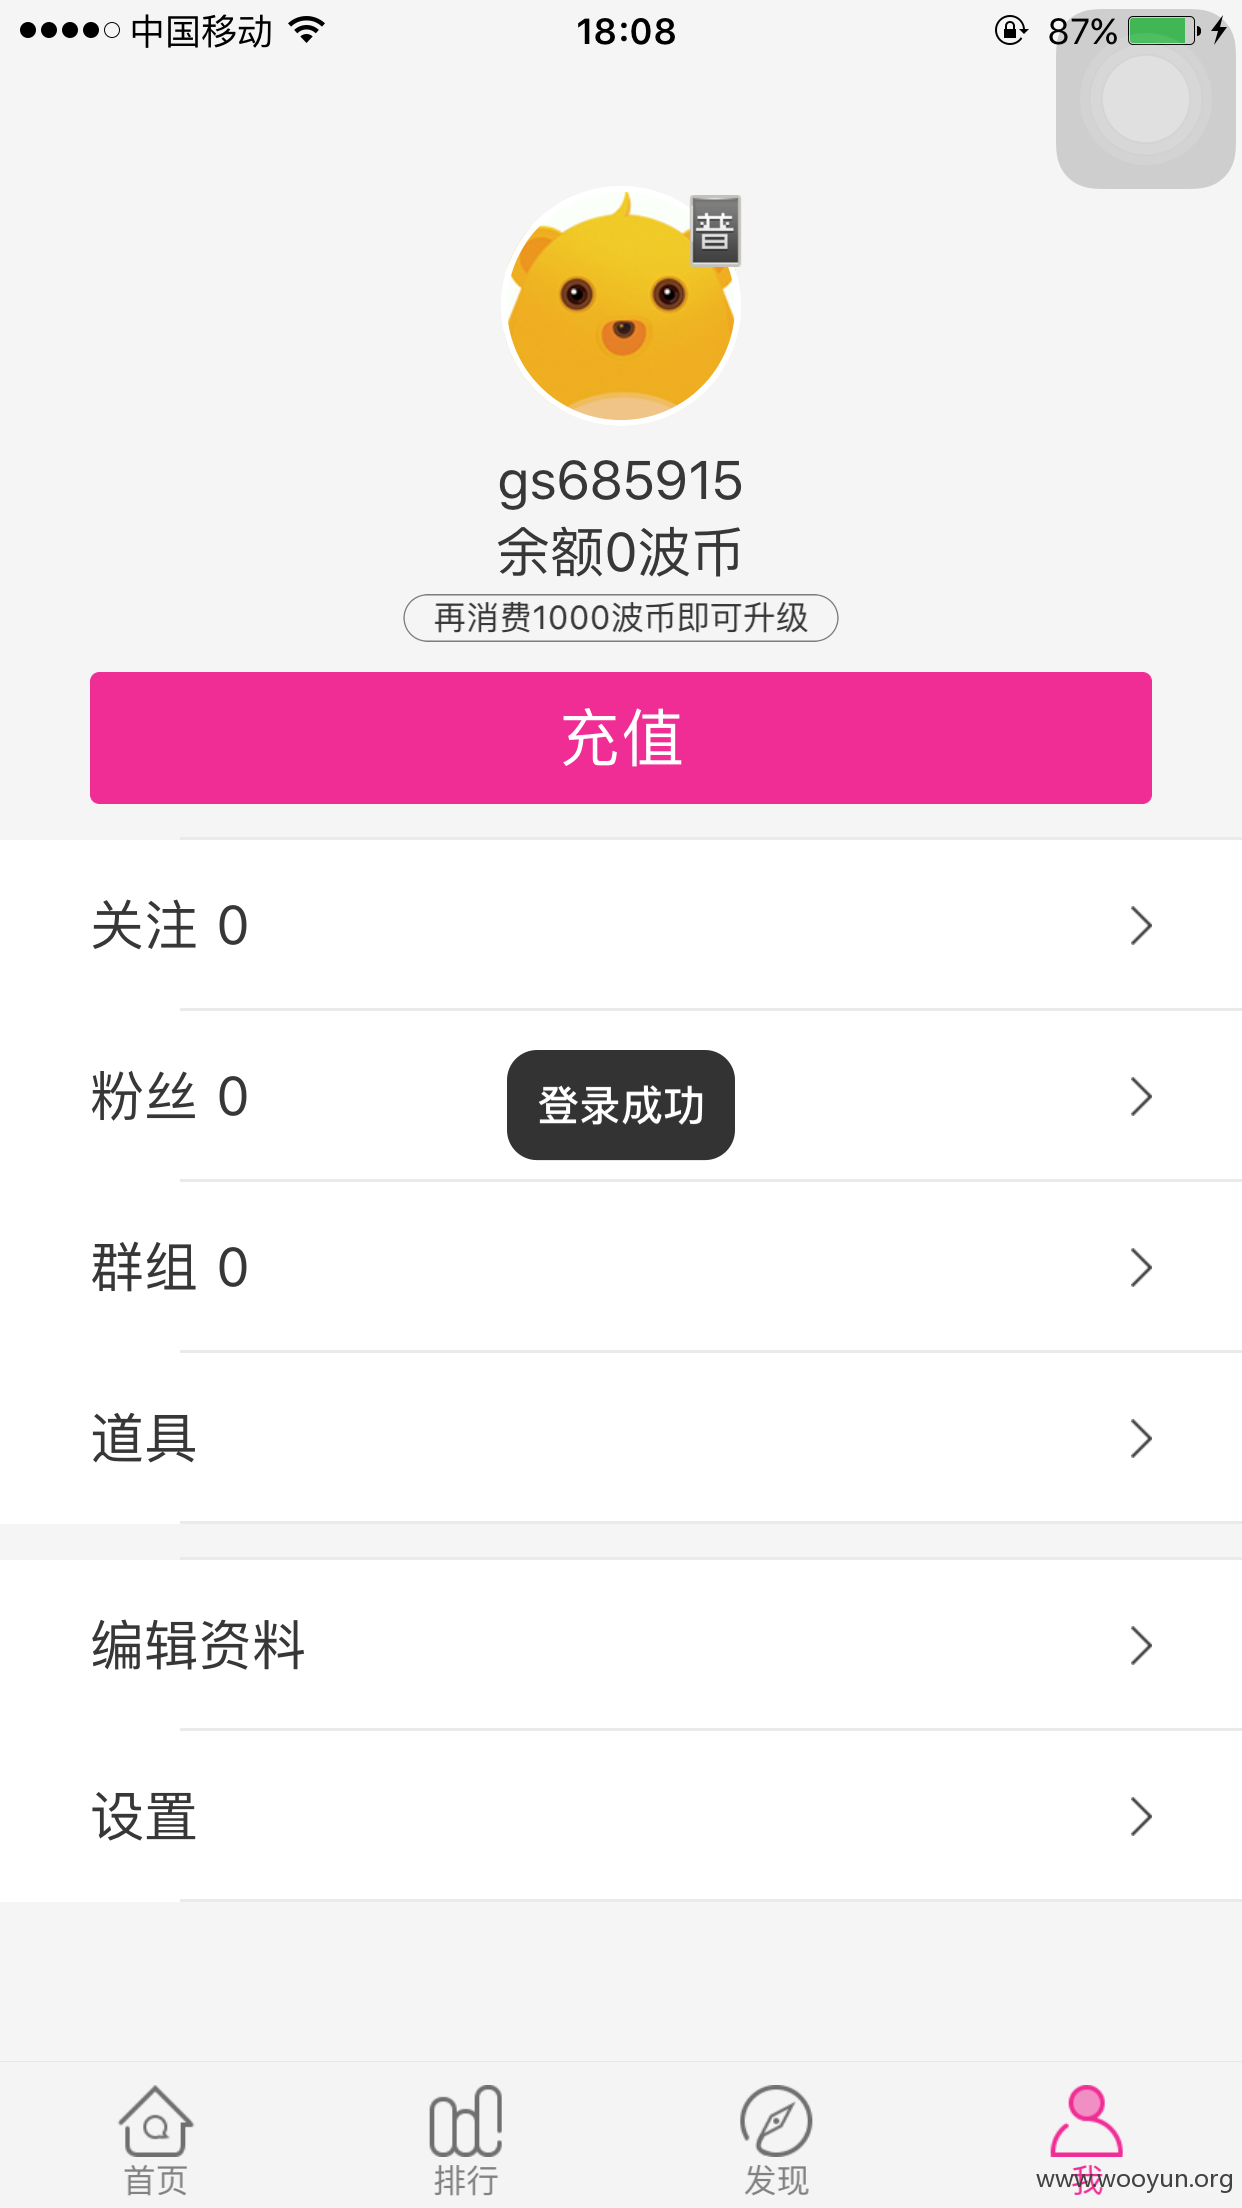 中国移动 18:08 87%
普
gs685915
余额0波币
再消费1000波币即可升级
充值
关注 0
粉丝 0
登录成功
群组 0
道具
编辑资料
设置
首页 排行 发现 我
www.wooyun.org